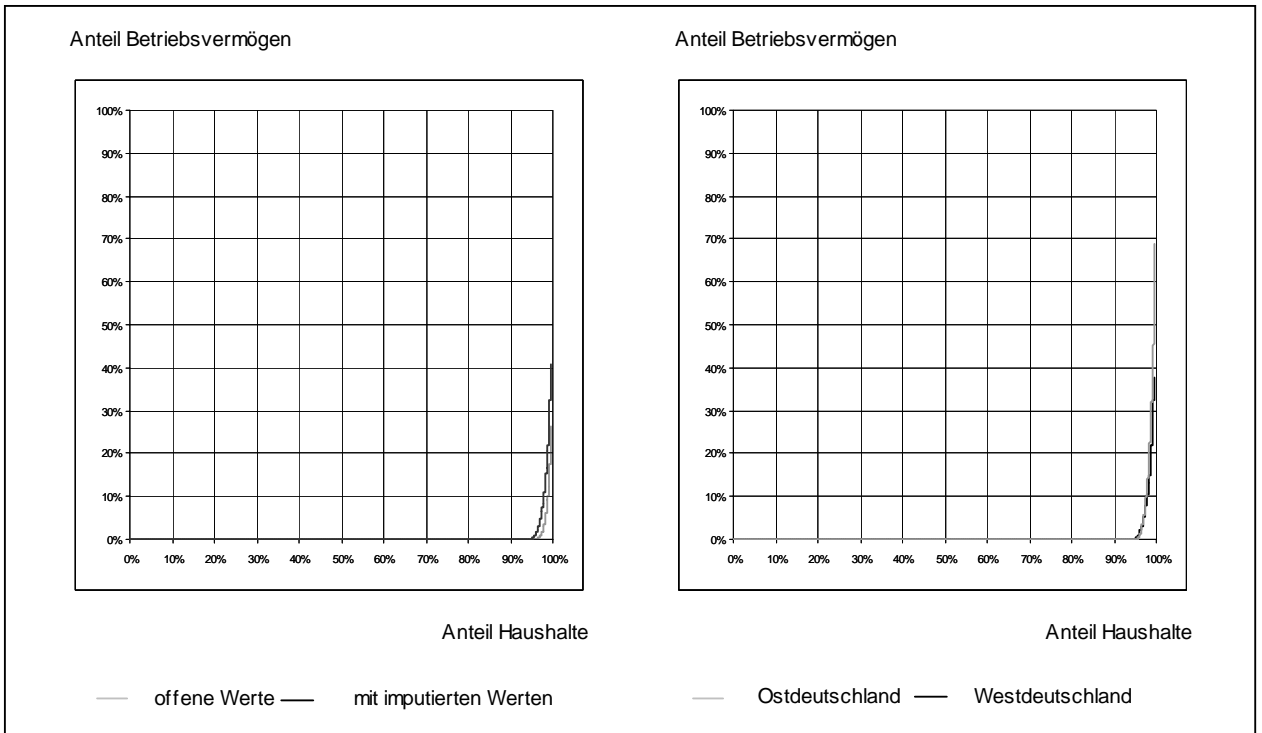 Anteil Betriebsvermögen
100%
90%
80%
70%
60%
50%
40%
30%
20%
10%
0%
0% 10% 20% 30% 40% 50% 60% 70% 80% 90% 100%
Anteil Haushalte
offene Werte mit imputierten Werten
Anteil Betriebsvermögen
100%
90%
80%
70%
60%
50%
40%
30%
20%
10%
0%
0% 10% 20% 30% 40% 50% 60% 70% 80% 90% 100%
Anteil Haushalte
Ostdeutschland Westdeutschland